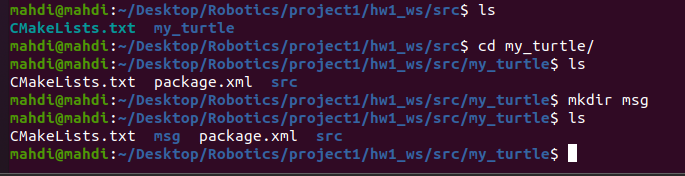 mahdi@mahdi:~/Desktop/Robotics/project1/hw1_ws/src$ ls
CMakeLists.txt  my_turtle
mahdi@mahdi:~/Desktop/Robotics/project1/hw1_ws/src$ cd my_turtle/
mahdi@mahdi:~/Desktop/Robotics/project1/hw1_ws/src/my_turtle$ ls
CMakeLists.txt  package.xml  src
mahdi@mahdi:~/Desktop/Robotics/project1/hw1_ws/src/my_turtle$ mkdir msg
mahdi@mahdi:~/Desktop/Robotics/project1/hw1_ws/src/my_turtle$ ls
CMakeLists.txt  msg  package.xml  src
mahdi@mahdi:~/Desktop/Robotics/project1/hw1_ws/src/my_turtle$